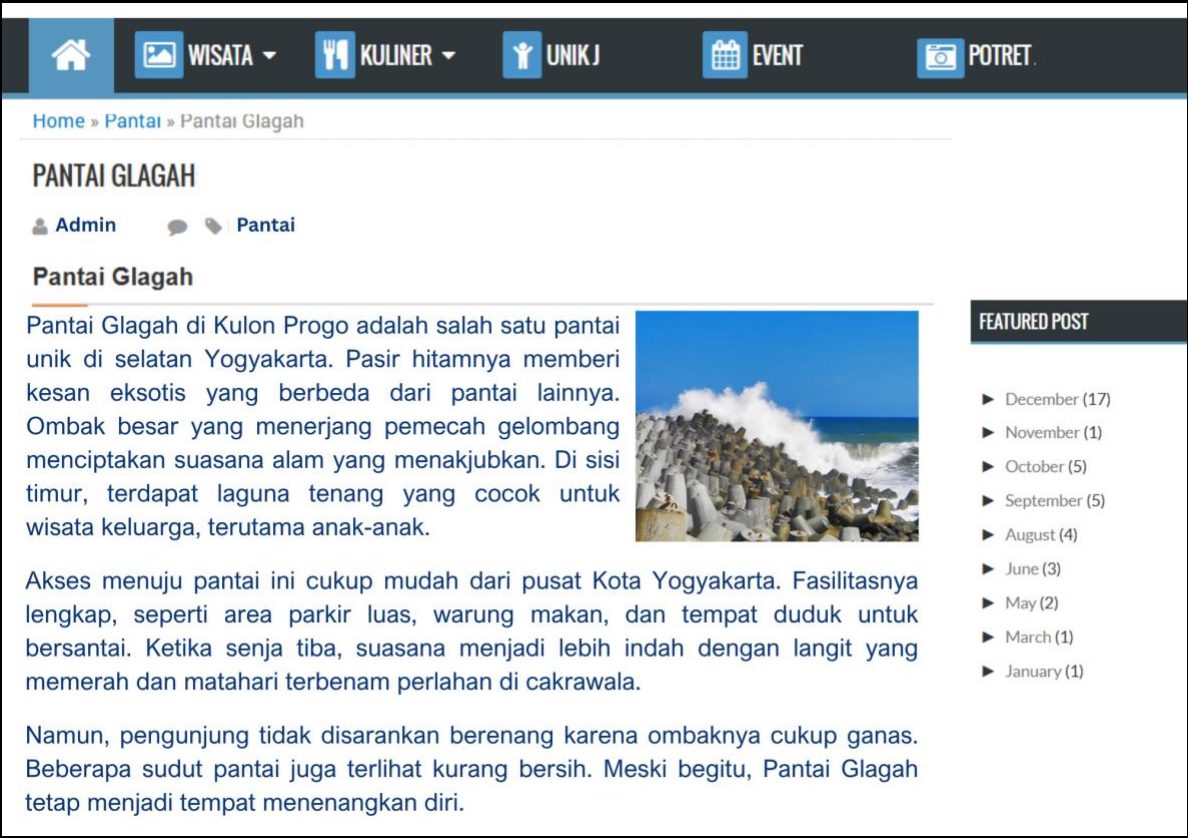 WISATA KULINER UNIK J EVENT POTRET
Home » Pantai » Pantai Glagah
PANTAI GLAGAH
Admin Pantai
Pantai Glagah
Pantai Glagah di Kulon Progo adalah salah satu pantai
unik di selatan Yogyakarta. Pasir hitamnya memberi
kesan eksotis yang berbeda dari pantai lainnya.
Ombak besar yang menerjang pemecah gelombang
menciptakan suasana alam yang menakjubkan. Di sisi
timur, terdapat laguna tenang yang cocok untuk
wisata keluarga, terutama anak-anak.
Akses menuju pantai ini cukup mudah dari pusat Kota Yogyakarta. Fasilitasnya
lengkap, seperti area parkir luas, warung makan, dan tempat duduk untuk
bersantai. Ketika senja tiba, suasana menjadi lebih indah dengan langit yang
memerah dan matahari terbenam perlahan di cakrawala.
Namun, pengunjung tidak disarankan berenang karena ombaknya cukup ganas.
Beberapa sudut pantai juga terlihat kurang bersih. Meski begitu, Pantai Glagah
tetap menjadi tempat menenangkan diri.
FEATURED POST
► December (17)
► November (1)
► October (5)
► September (5)
► August (4)
► June (3)
► May (2)
► March (1)
► January (1)